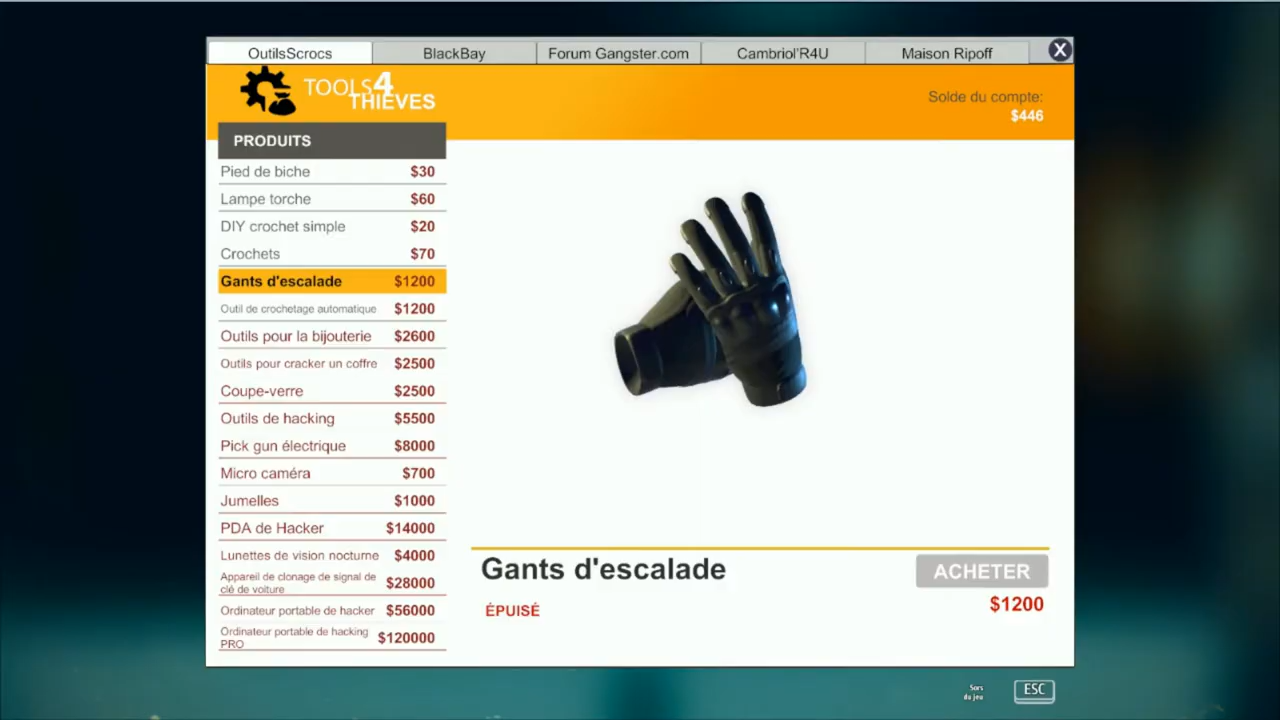 OutilsScrocs
BlackBay
Forum Gangster.com
Cambriol'R4U
Maison Ripoff
X
TOOLS4
THIEVES
Solde du compte:
$446
PRODUITS
Pied de biche $30
Lampe torche $60
DIY crochet simple $20
Crochets $70
Gants d'escalade $1200
Outil de crochetage automatique $1200
Outils pour la bijouterie $2600
Outils pour cracker un coffre $2500
Coupe-verre $2500
Outils de hacking $5500
Pick gun électrique $8000
Micro caméra $700
Jumelles $1000
PDA de Hacker $14000
Lunettes de vision nocturne $4000
Appareil de clonage de signal de
clé de voiture $28000
Ordinateur portable de hacker $56000
Ordinateur portable de hacking
PRO $120000
Gants d'escalade
ACHETER
ÉPUISÉ
$1200
Sors
du jeu
ESC